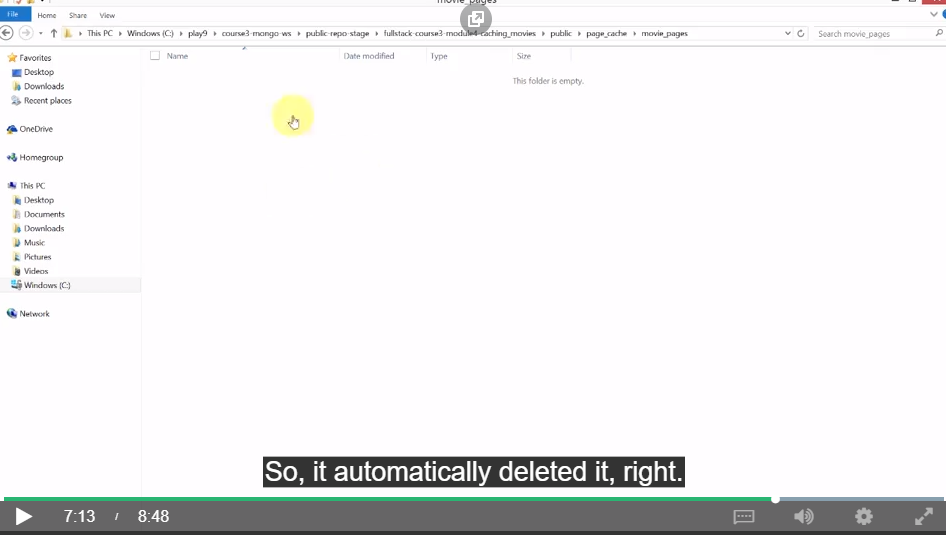 movie_pages
File Home Share View
This PC Windows (C:) play9 course3-mongo-ws public-repo-stage fullstack-course3-module4-caching_movies public page_cache movie_pages Search movie_pages
Favorites
Desktop
Downloads
Recent places
OneDrive
Homegroup
This PC
Desktop
Documents
Downloads
Music
Pictures
Videos
Windows (C:)
Network
Name Date modified Type Size
This folder is empty.
So, it automatically deleted it, right.
7:13 / 8:48